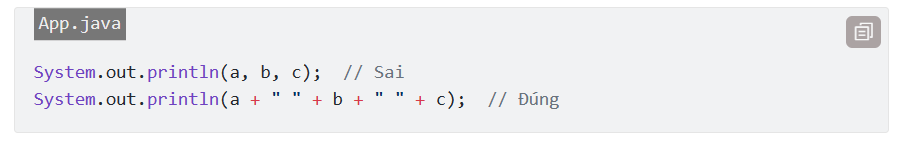 App.java
System.out.println(a, b, c);  // Sai
System.out.println(a + " " + b + " " + c);  // Đúng